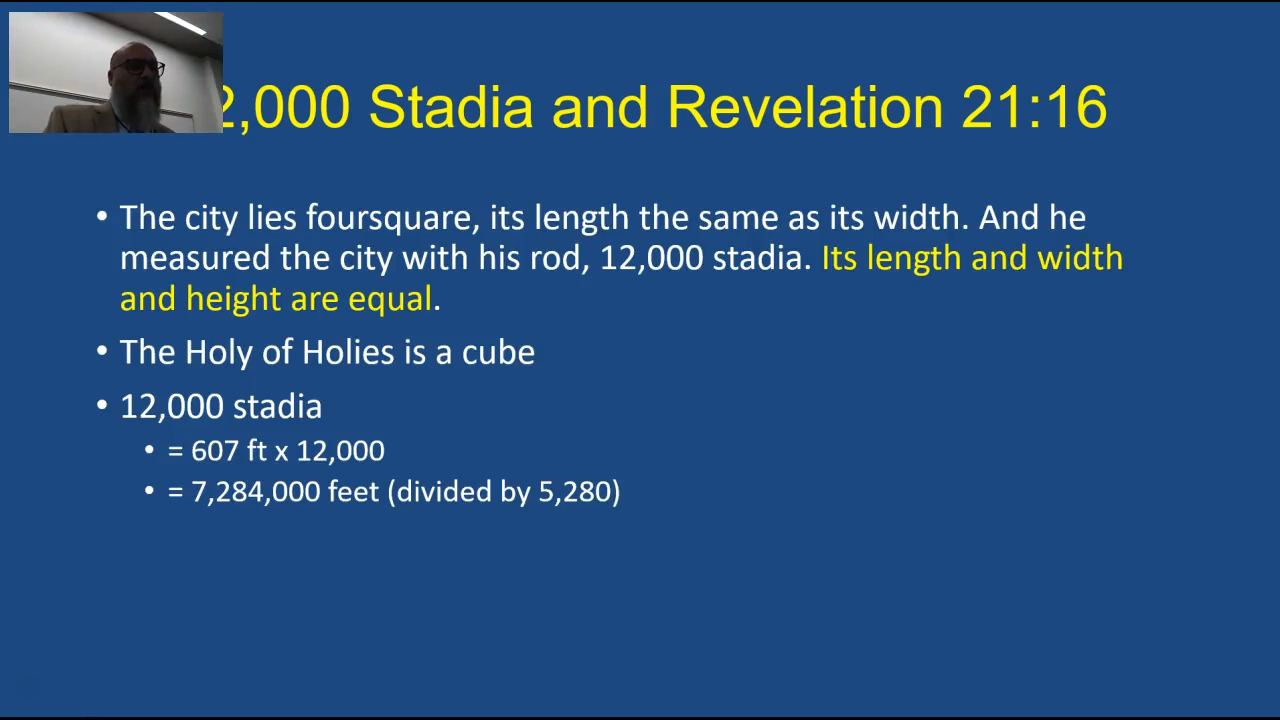 2,000 Stadia and Revelation 21:16
• The city lies foursquare, its length the same as its width. And he
measured the city with his rod, 12,000 stadia. Its length and width
and height are equal.
• The Holy of Holies is a cube
• 12,000 stadia
• = 607 ft x 12,000
• = 7,284,000 feet (divided by 5,280)